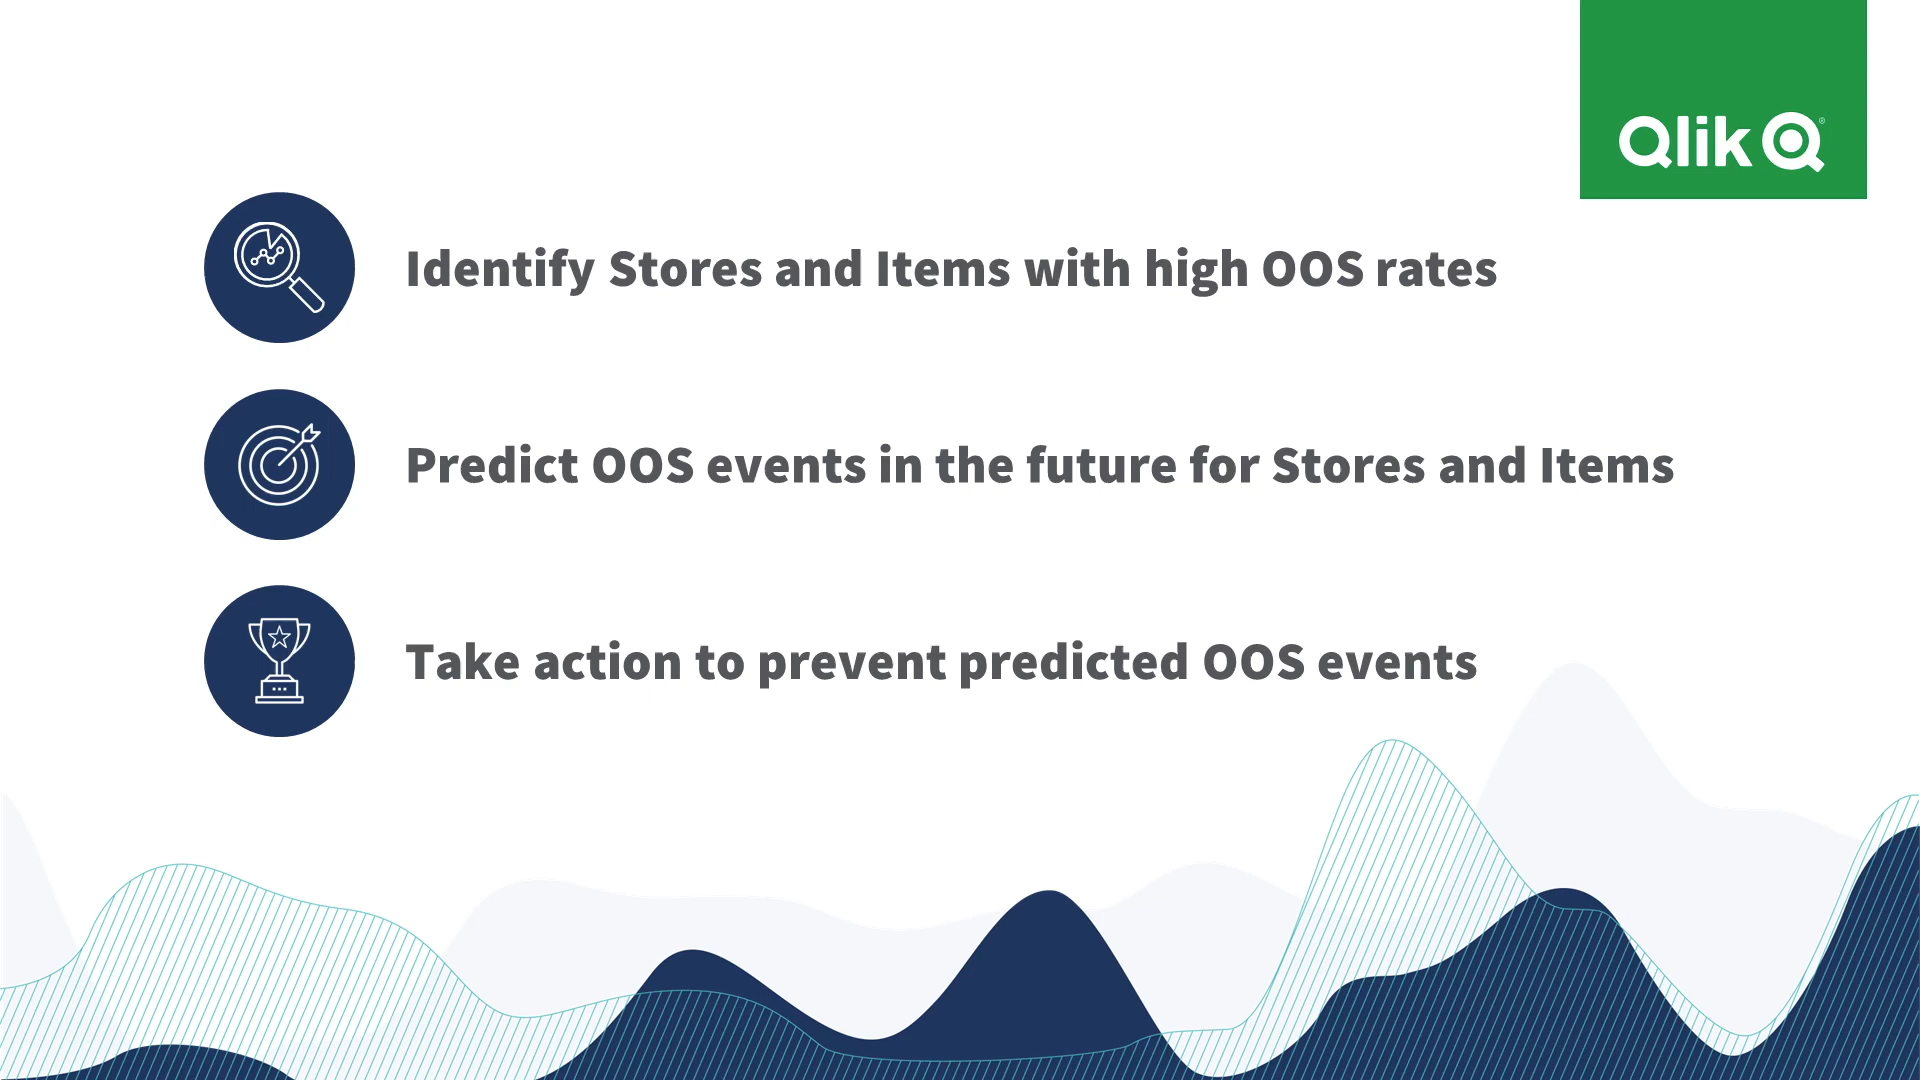 Qlik
Identify Stores and Items with high OOS rates
Predict OOS events in the future for Stores and Items
Take action to prevent predicted OOS events